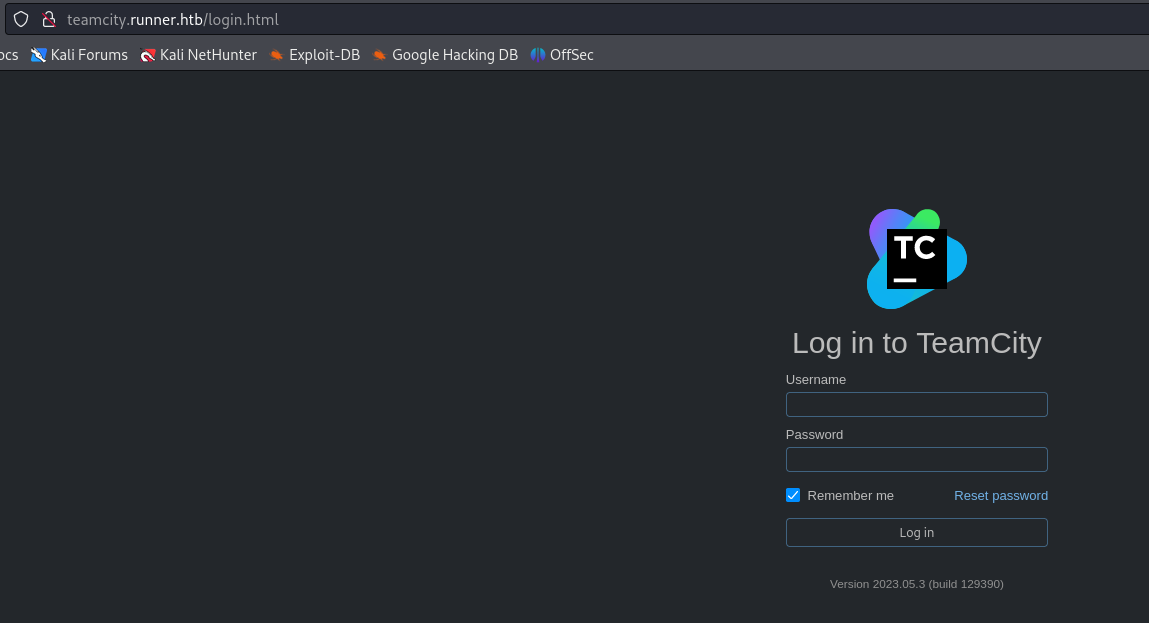 teamcity.runner.htb/login.html
ocs Kali Forums Kali NetHunter Exploit-DB Google Hacking DB OffSec
TC
Log in to TeamCity
Username
Password
Remember me Reset password
Log in
Version 2023.05.3 (build 129390)